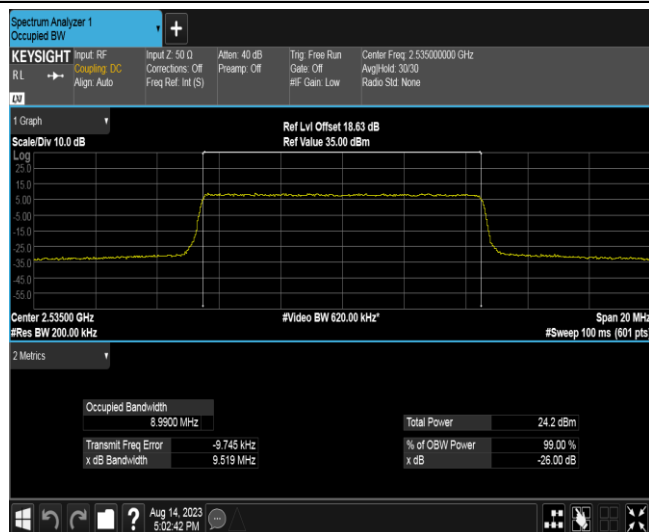 Spectrum Analyzer 1
Occupied BW
+
KEYSIGHT Input: RF Input Z: 50 Ω Atten: 40 dB Trig: Free Run Center Freq: 2.535000000 GHz
RL Coupling: DC Corrections: Off Preamp: Off Gate: Off Avg|Hold: 30/30
Align: Auto Freq Ref: Int (S) #IF Gain: Low Radio Std: None
LXI
1 Graph Ref Lvl Offset 18.63 dB
Scale/Div 10.0 dB Ref Value 35.00 dBm
Log
25.0
15.0
5.00
-5.00
-15.0
-25.0
-35.0
-45.0
-55.0
Center 2.53500 GHz #Video BW 620.00 kHz* Span 20 MHz
#Res BW 200.00 kHz #Sweep 100 ms (601 pts)
2 Metrics
Occupied Bandwidth
8.9900 MHz Total Power 24.2 dBm
Transmit Freq Error -9.745 kHz % of OBW Power 99.00 %
x dB Bandwidth 9.519 MHz x dB -26.00 dB
? Aug 14, 2023
5:02:42 PM